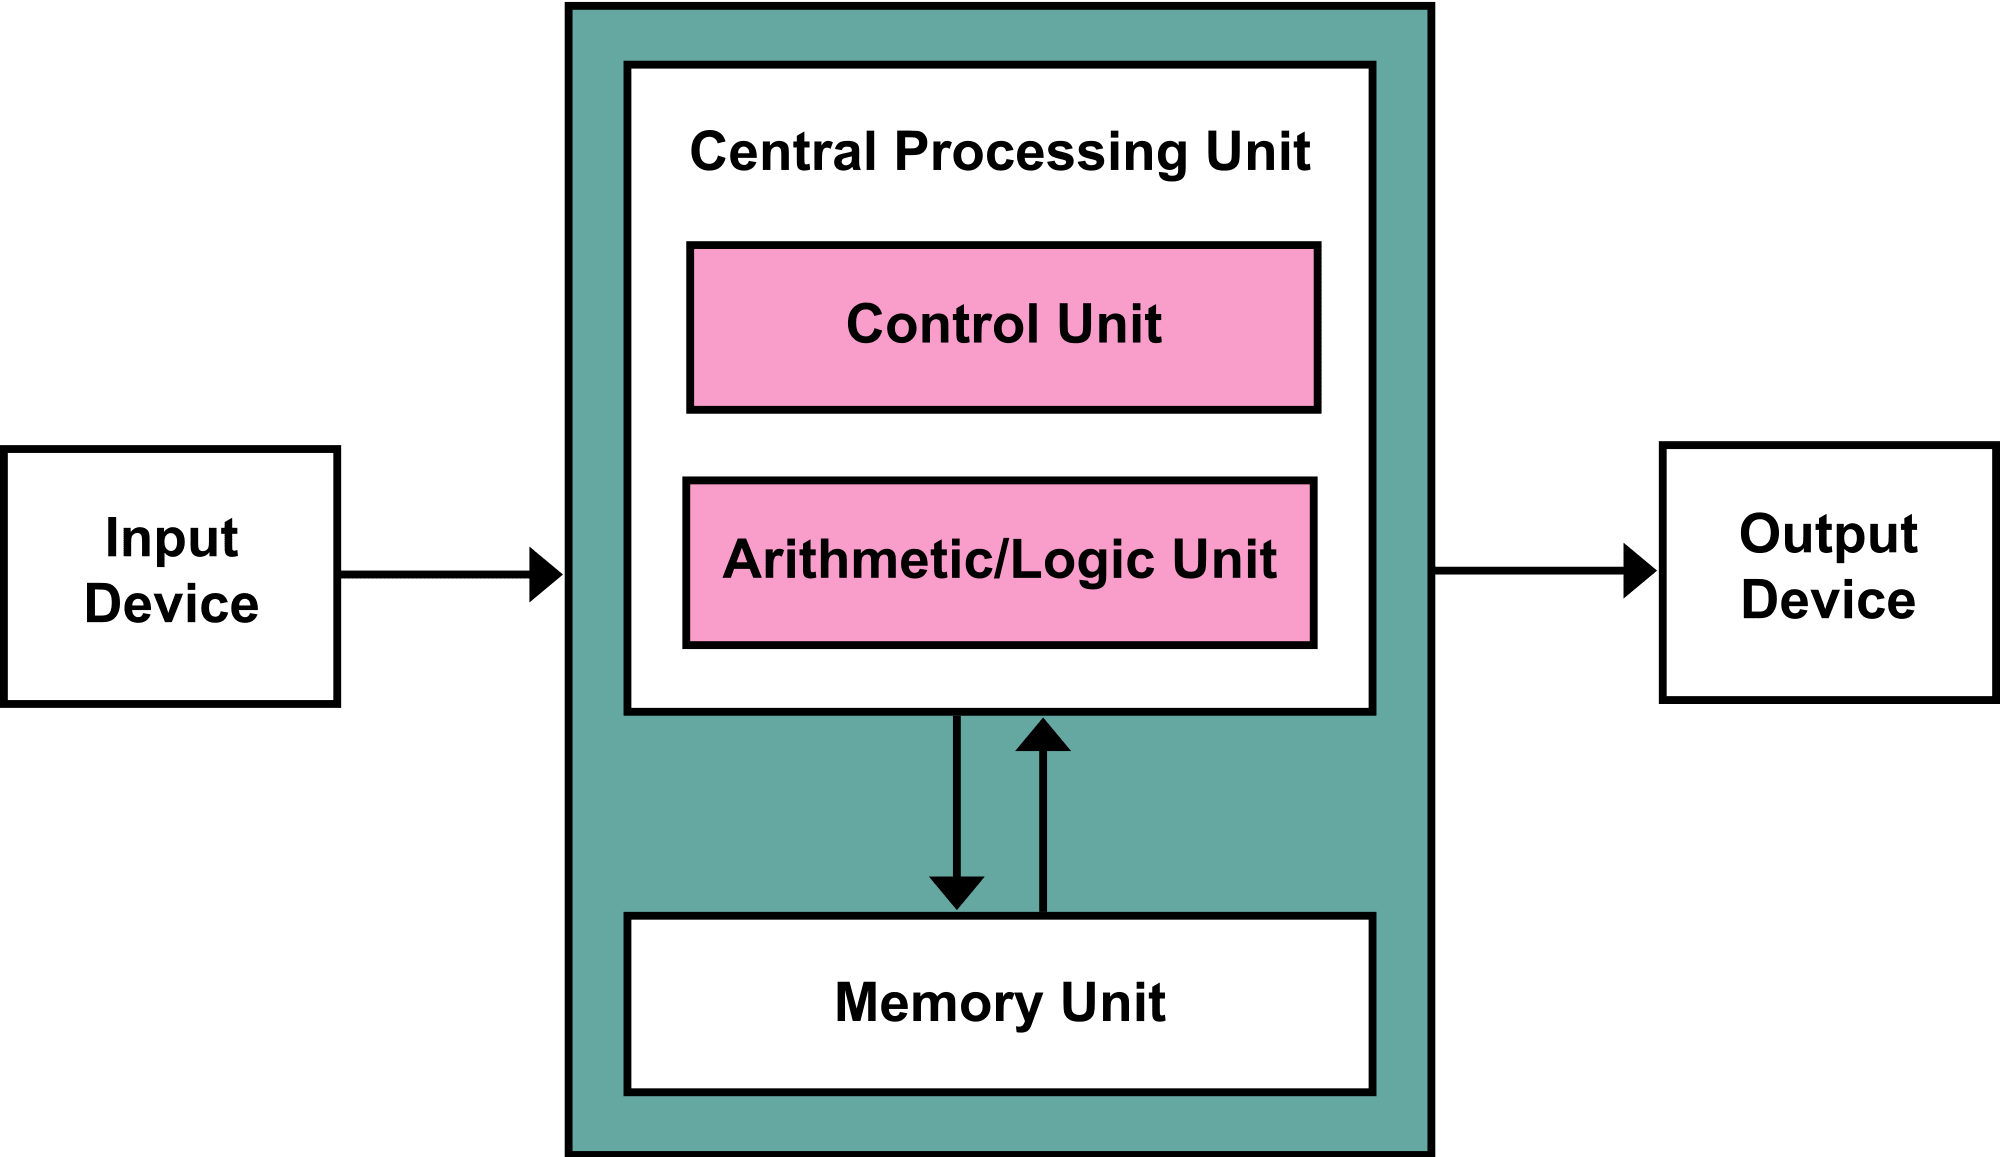 Central Processing Unit
Control Unit
Arithmetic/Logic Unit
Input
Device
Output
Device
Memory Unit